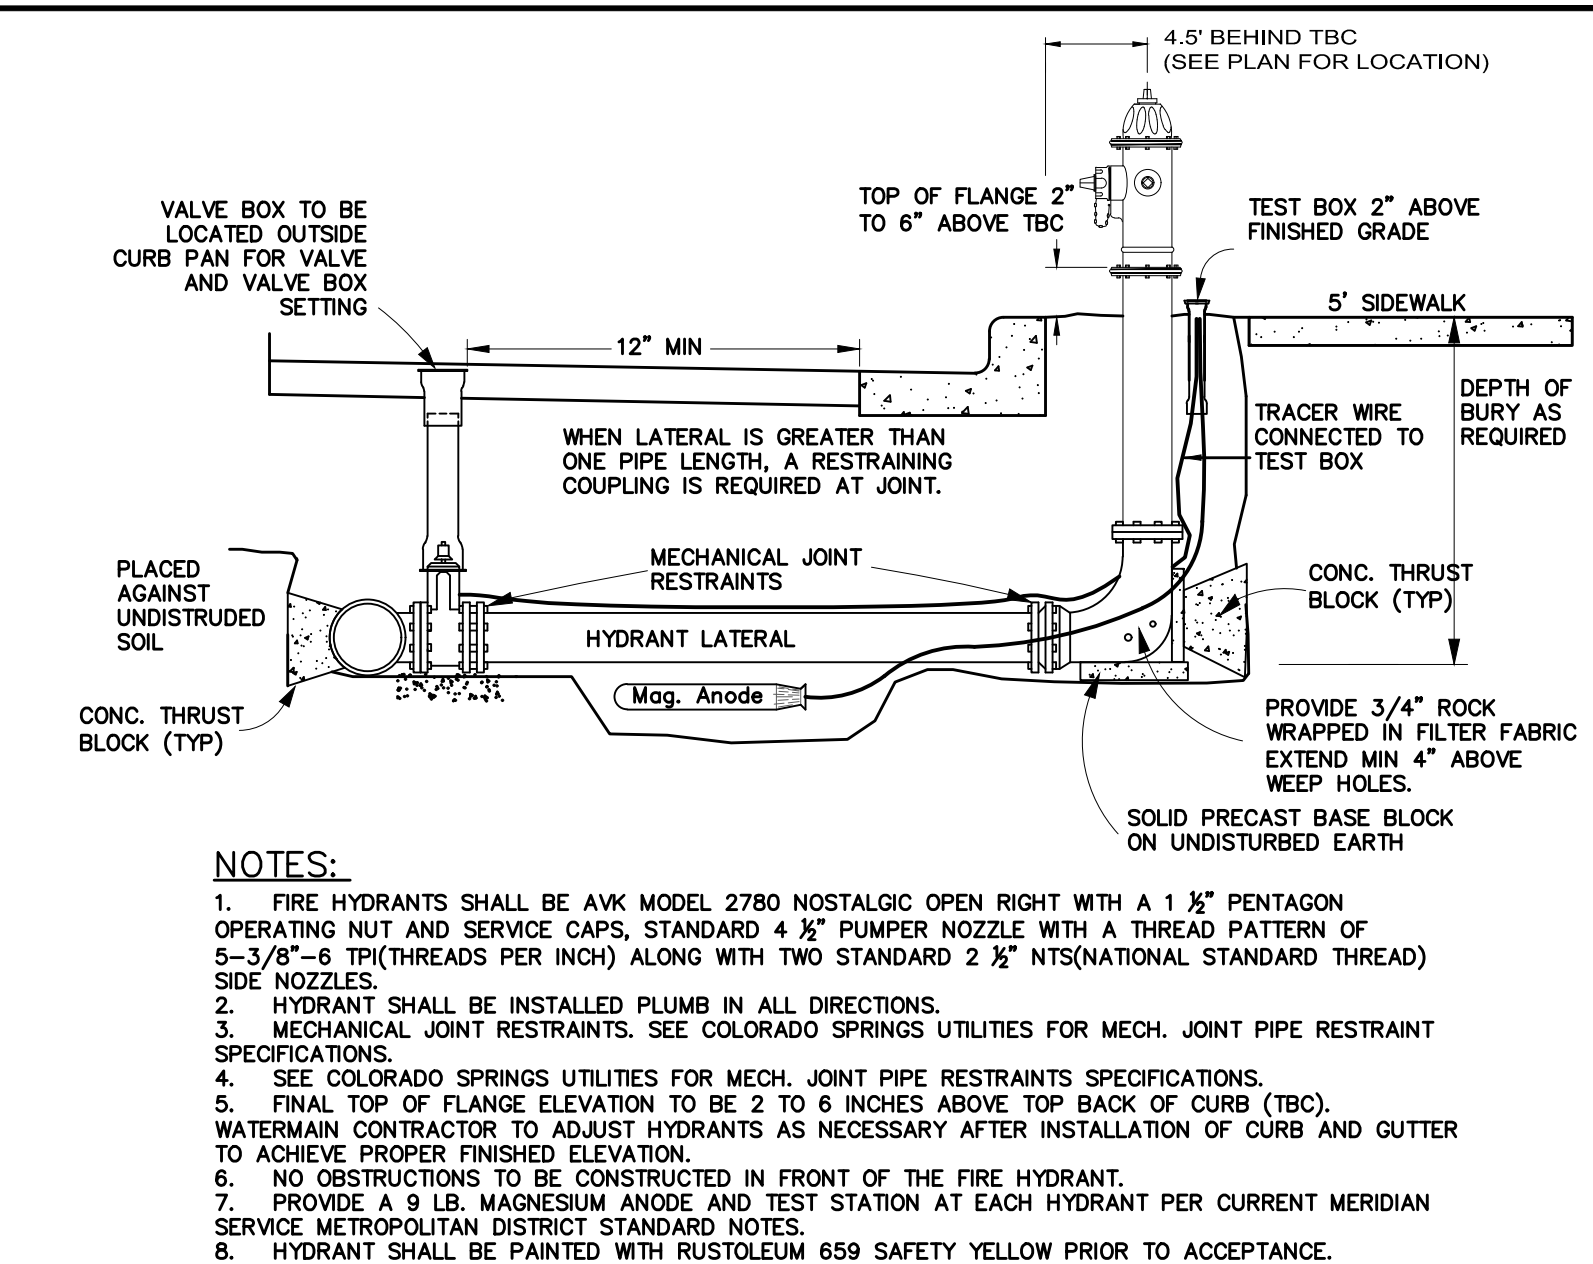 4.5' BEHIND TBC
(SEE PLAN FOR LOCATION)
TOP OF FLANGE 2"
TO 6" ABOVE TBC
TEST BOX 2" ABOVE
FINISHED GRADE
VALVE BOX TO BE
LOCATED OUTSIDE
CURB PAN FOR VALVE
AND VALVE BOX
SETTING
5' SIDEWALK
12" MIN
DEPTH OF
BURY AS
REQUIRED
TRACER WIRE
CONNECTED TO
TEST BOX
WHEN LATERAL IS GREATER THAN
ONE PIPE LENGTH, A RESTRAINING
COUPLING IS REQUIRED AT JOINT.
MECHANICAL JOINT
RESTRAINTS
PLACED
AGAINST
UNDISTRUDED
SOIL
CONC. THRUST
BLOCK (TYP)
HYDRANT LATERAL
Mag. Anode
CONC. THRUST
BLOCK (TYP)
PROVIDE 3/4" ROCK
WRAPPED IN FILTER FABRIC
EXTEND MIN 4" ABOVE
WEEP HOLES.
SOLID PRECAST BASE BLOCK
ON UNDISTURBED EARTH
NOTES:
1. FIRE HYDRANTS SHALL BE AVK MODEL 2780 NOSTALGIC OPEN RIGHT WITH A 1 ½" PENTAGON
OPERATING NUT AND SERVICE CAPS, STANDARD 4 ½" PUMPER NOZZLE WITH A THREAD PATTERN OF
5-3/8"-6 TPI(THREADS PER INCH) ALONG WITH TWO STANDARD 2 ½" NTS(NATIONAL STANDARD THREAD)
SIDE NOZZLES.
2. HYDRANT SHALL BE INSTALLED PLUMB IN ALL DIRECTIONS.
3. MECHANICAL JOINT RESTRAINTS. SEE COLORADO SPRINGS UTILITIES FOR MECH. JOINT PIPE RESTRAINT
SPECIFICATIONS.
4. SEE COLORADO SPRINGS UTILITIES FOR MECH. JOINT PIPE RESTRAINTS SPECIFICATIONS.
5. FINAL TOP OF FLANGE ELEVATION TO BE 2 TO 6 INCHES ABOVE TOP BACK OF CURB (TBC).
WATERMAIN CONTRACTOR TO ADJUST HYDRANTS AS NECESSARY AFTER INSTALLATION OF CURB AND GUTTER
TO ACHIEVE PROPER FINISHED ELEVATION.
6. NO OBSTRUCTIONS TO BE CONSTRUCTED IN FRONT OF THE FIRE HYDRANT.
7. PROVIDE A 9 LB. MAGNESIUM ANODE AND TEST STATION AT EACH HYDRANT PER CURRENT MERIDIAN
SERVICE METROPOLITAN DISTRICT STANDARD NOTES.
8. HYDRANT SHALL BE PAINTED WITH RUSTOLEUM 659 SAFETY YELLOW PRIOR TO ACCEPTANCE.